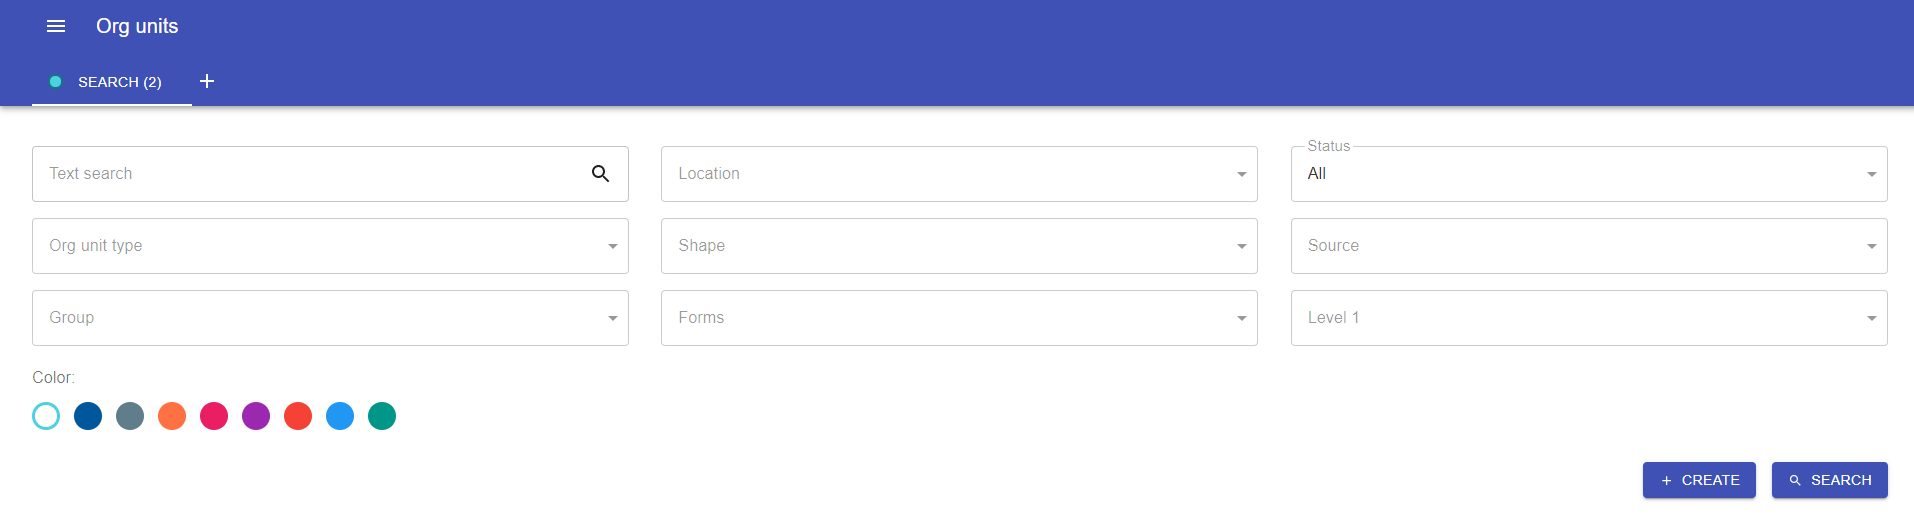 Org units
SEARCH (2)
Text search
Location
Status
All
Org unit type
Shape
Source
Group
Forms
Level 1
Color:
CREATE
SEARCH